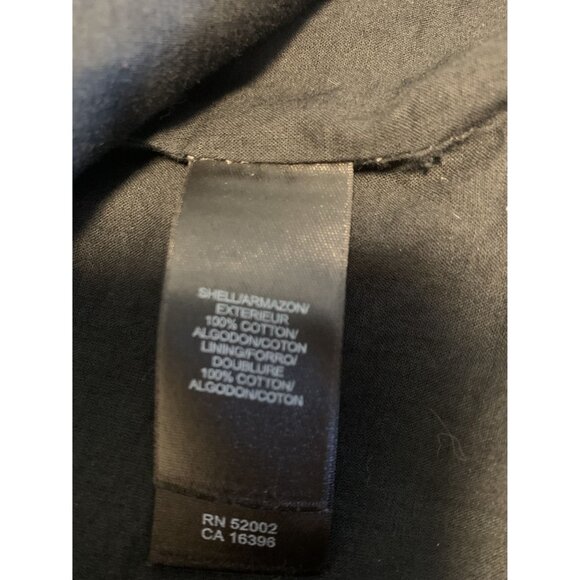 SHELL/ARMAZON/
EXTERIEUR
100% COTTON/
ALGODON/COTON
LINING/FORRO/
DOUBLURE
100% COTTON/
ALGODON/COTON
RN 52002
CA 16396